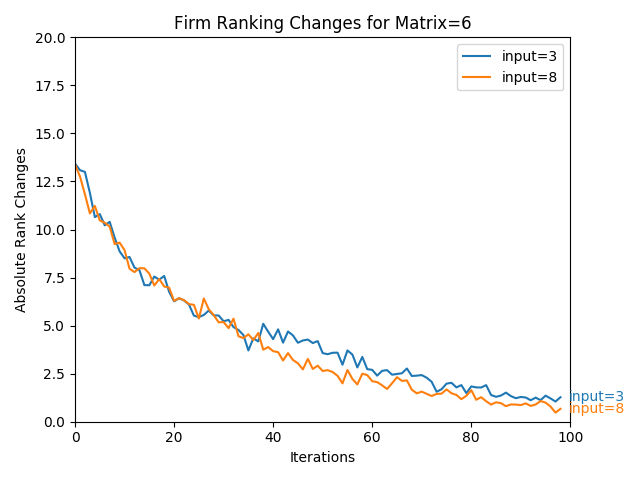 Firm Ranking Changes for Matrix=6
20.0
17.5
15.0
12.5
10.0
7.5
5.0
2.5
0.0
Absolute Rank Changes
input=3
input=8
input=3
input=8
0 20 40 60 80 100
Iterations